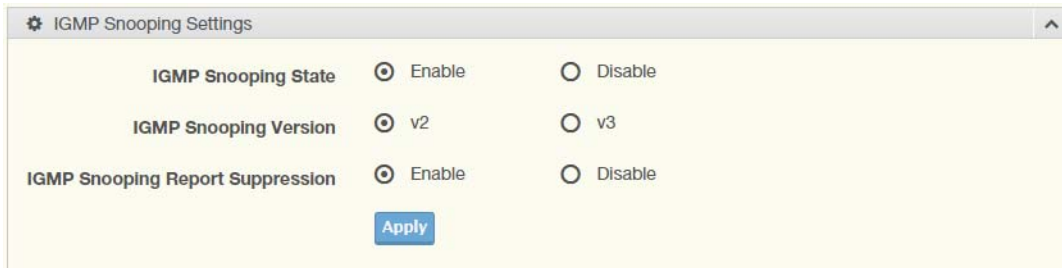 IGMP Snooping Settings
IGMP Snooping State Enable Disable
IGMP Snooping Version v2 v3
IGMP Snooping Report Suppression Enable Disable
Apply